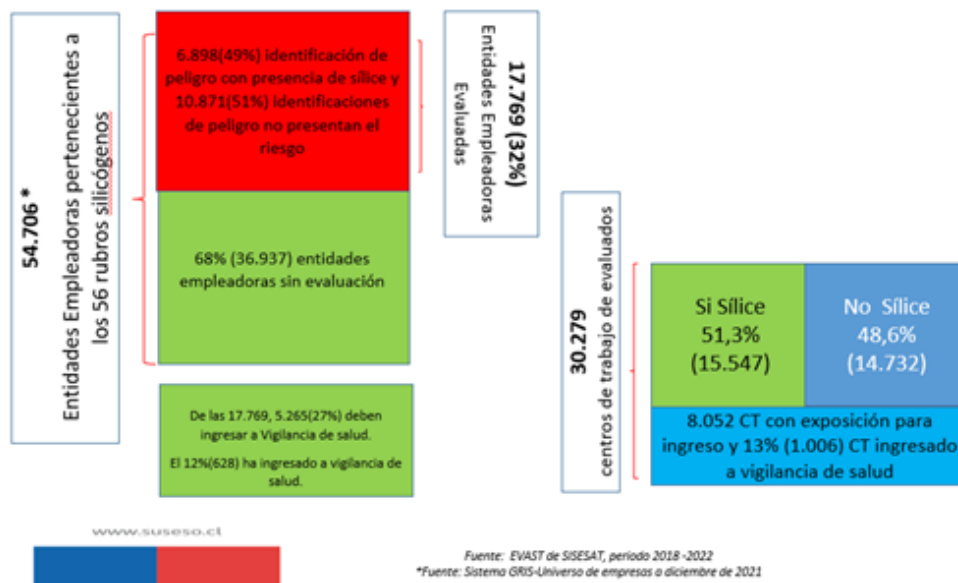 54.706 *
Entidades Empleadoras pertenecientes a
los 56 rubros silicógenos
6.898(49%) identificación de
peligro con presencia de sílice y
10.871(51%) identificaciones
de peligro no presentan el
riesgo
68% (36.937) entidades
empleadoras sin evaluación
17.769 (32%)
Entidades Empleadoras
Evaluadas
De las 17.769, 5.265(27%) deben
ingresar a Vigilancia de salud.
El 12%(628) ha ingresado a vigilancia de
salud.
30.279
centros de trabajo de evaluados
Si Sílice
51,3%
(15.547)
No Sílice
48,6%
(14.732)
8.052 CT con exposición para
ingreso y 13% (1.006) CT ingresado
a vigilancia de salud
www.suseso.cl
Fuente: EVAST de SISESAT, periodo 2018 -2022
*Fuente: Sistema GRIS-Universo de empresas a diciembre de 2021